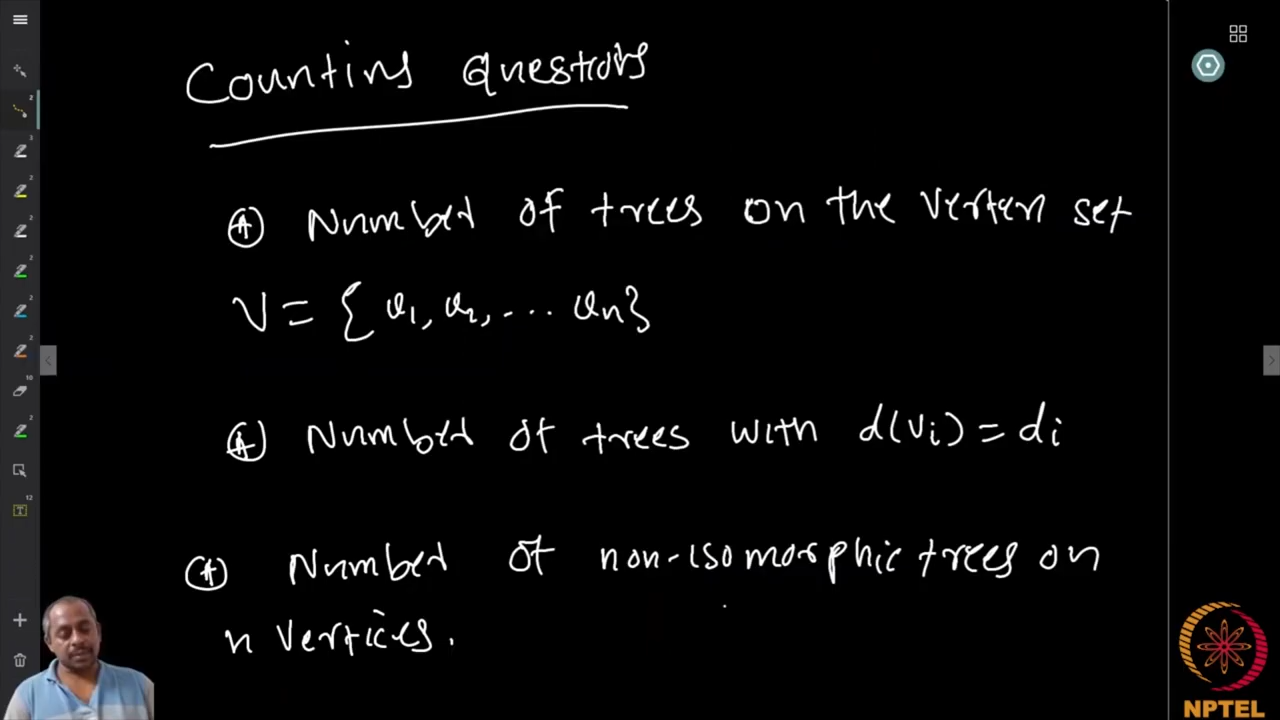 Counting Questions
(*) Number of trees on the vertex set
V = { v1, v2, ... vn}
(*) Number of trees with d(vi) = di
(*) Number of non-isomorphic trees on
n vertices.
NPTEL